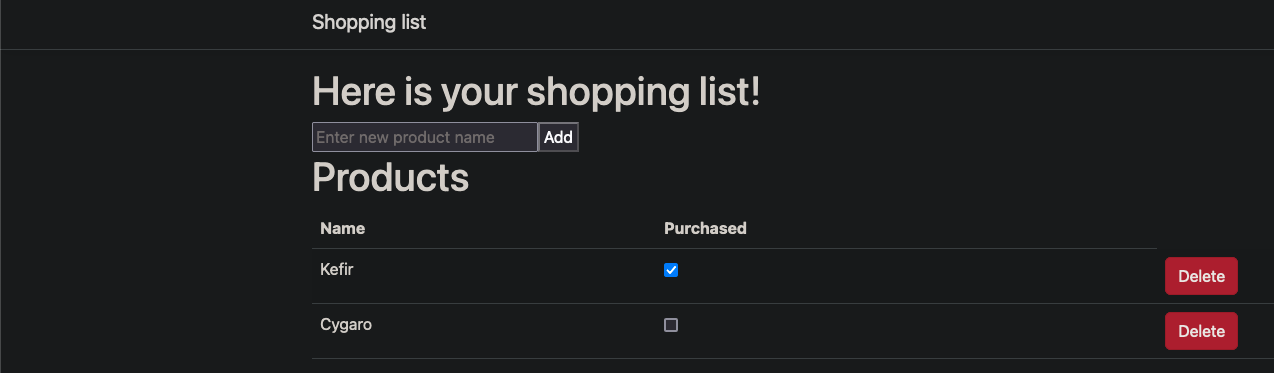 Shopping list
Here is your shopping list!
Enter new product name Add
Products
Name Purchased
Kefir Delete
Cygaro Delete